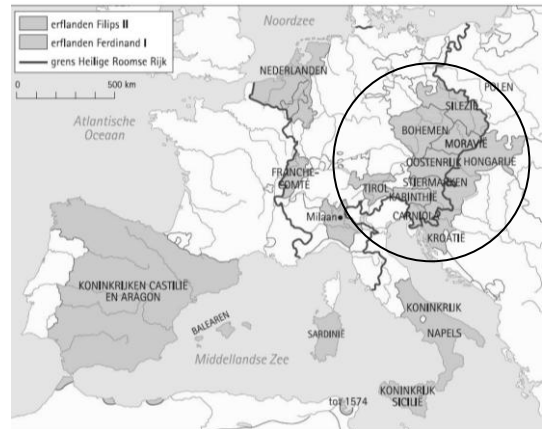 erflanden Filips II
erflanden Ferdinand I
grens Heilige Roomse Rijk
0
500 km
Noordzee
NEDERLANDEN
POLEN
SILEZIË
Atlantische
Oceaan
BOHEMEN
MORAVIË
OOSTENRIJK
HONGARIJE
FRANCHE-
COMTÉ
TIROL
STIERMARKEN
KARINTHIË
Milaan
CARNIOLA
KROATIË
KONINKRIJKEN CASTILIË
EN ARAGON
BALEAREN
SARDINIË
KONINKRIJK
NAPELS
Middellandse Zee
KONINKRIJK
SICILIË
tot 1574